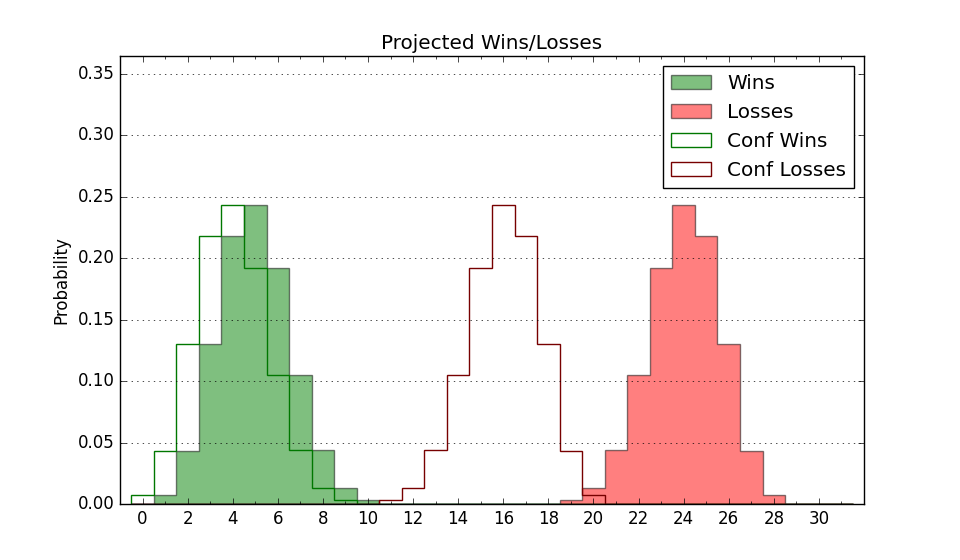 Projected Wins/Losses
0.35
0.30
0.25
0.20
0.15
0.10
0.05
0.00
Probability
Wins
Losses
Conf Wins
Conf Losses
0 2 4 6 8 10 12 14 16 18 20 22 24 26 28 30